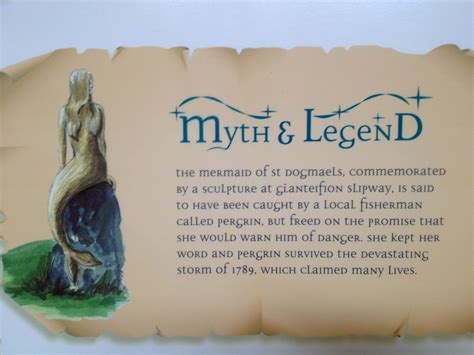 Myth & Legend
the mermaid of st dogmaels, commemorated
by a sculpture at glanteifion slipway, is said
to have been caught by a local fisherman
called pergrin, but freed on the promise that
she would warn him of danger. she kept her
word and pergrin survived the devastating
storm of 1789, which claimed many lives.